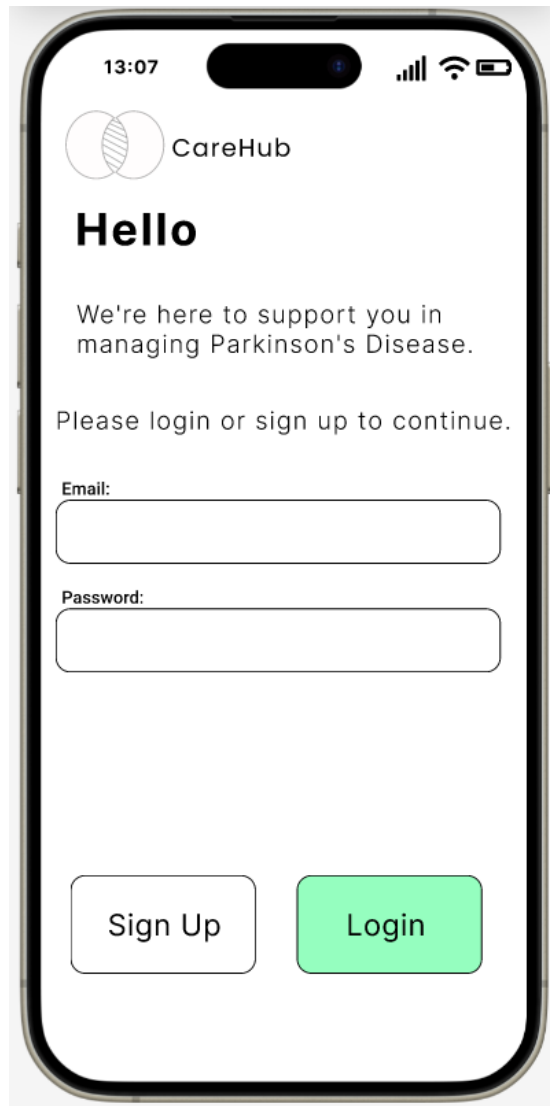 13:07
CareHub
Hello
We're here to support you in
managing Parkinson's Disease.
Please login or sign up to continue.
Email:
Password:
Sign Up
Login